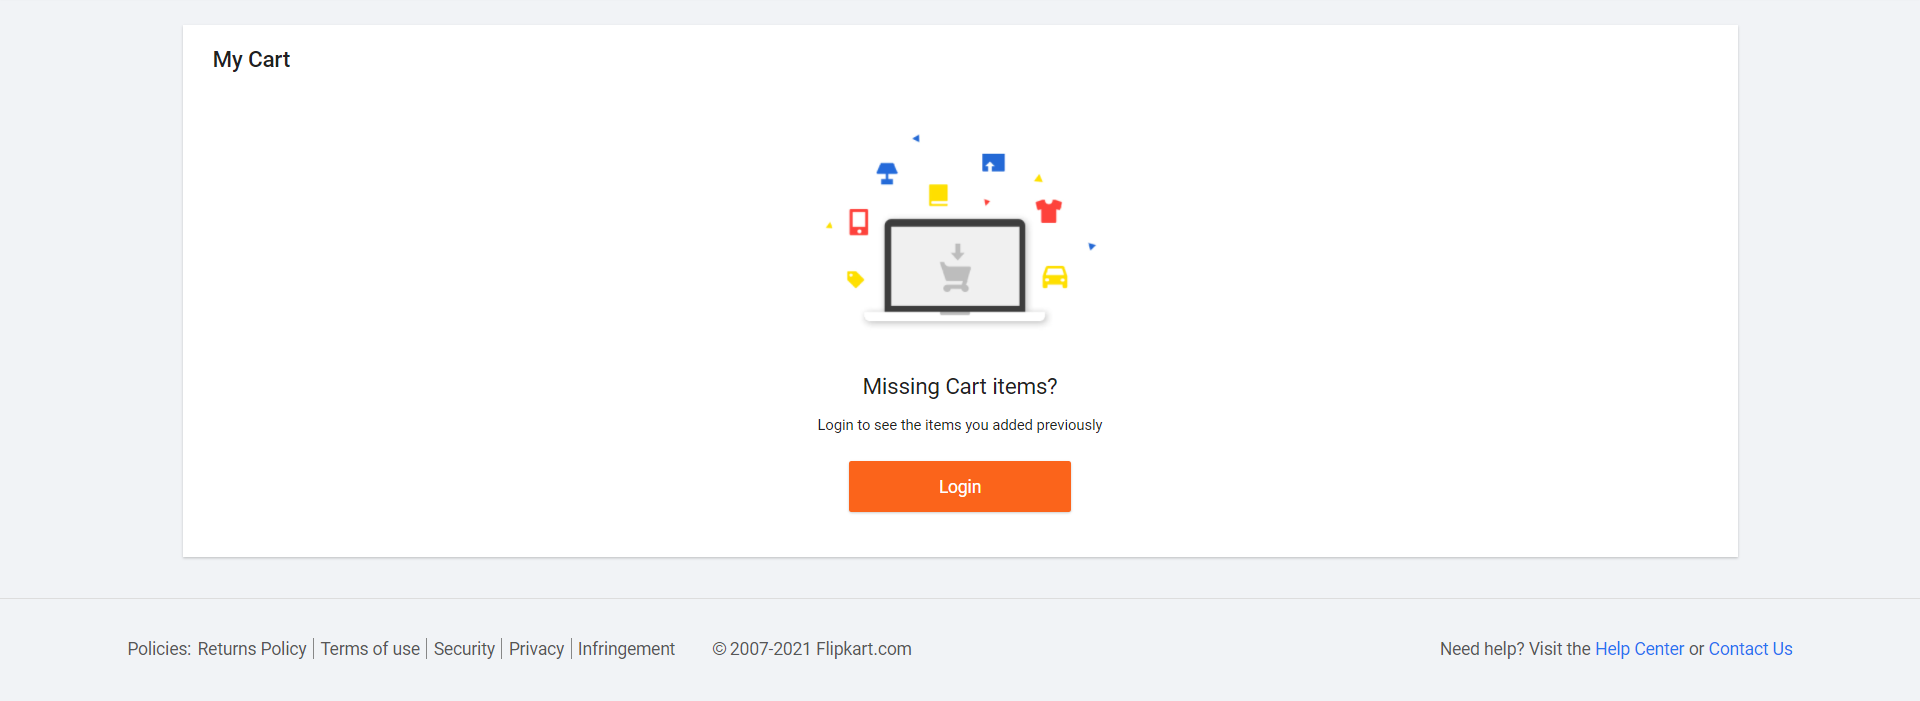 My Cart
Missing Cart items?
Login to see the items you added previously
Login
Policies: Returns Policy | Terms of use | Security | Privacy | Infringement © 2007-2021 Flipkart.com Need help? Visit the Help Center or Contact Us